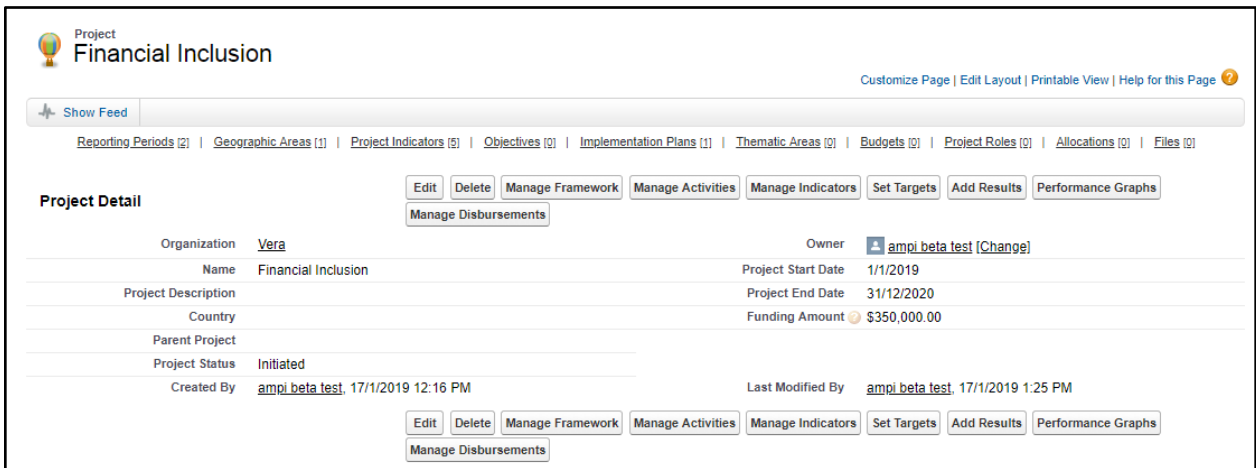 Project
Financial Inclusion
Customize Page | Edit Layout | Printable View | Help for this Page ?
Show Feed
Reporting Periods [2] | Geographic Areas [1] | Project Indicators [5] | Objectives [0] | Implementation Plans [1] | Thematic Areas [0] | Budgets [0] | Project Roles [0] | Allocations [0] | Files [0]
Project Detail Edit Delete Manage Framework Manage Activities Manage Indicators Set Targets Add Results Performance Graphs
Manage Disbursements
Organization Vera Owner ampi beta test [Change]
Name Financial Inclusion Project Start Date 1/1/2019
Project Description Project End Date 31/12/2020
Country Funding Amount ? $350,000.00
Parent Project
Project Status Initiated
Created By ampi beta test, 17/1/2019 12:16 PM Last Modified By ampi beta test, 17/1/2019 1:25 PM
Edit Delete Manage Framework Manage Activities Manage Indicators Set Targets Add Results Performance Graphs
Manage Disbursements